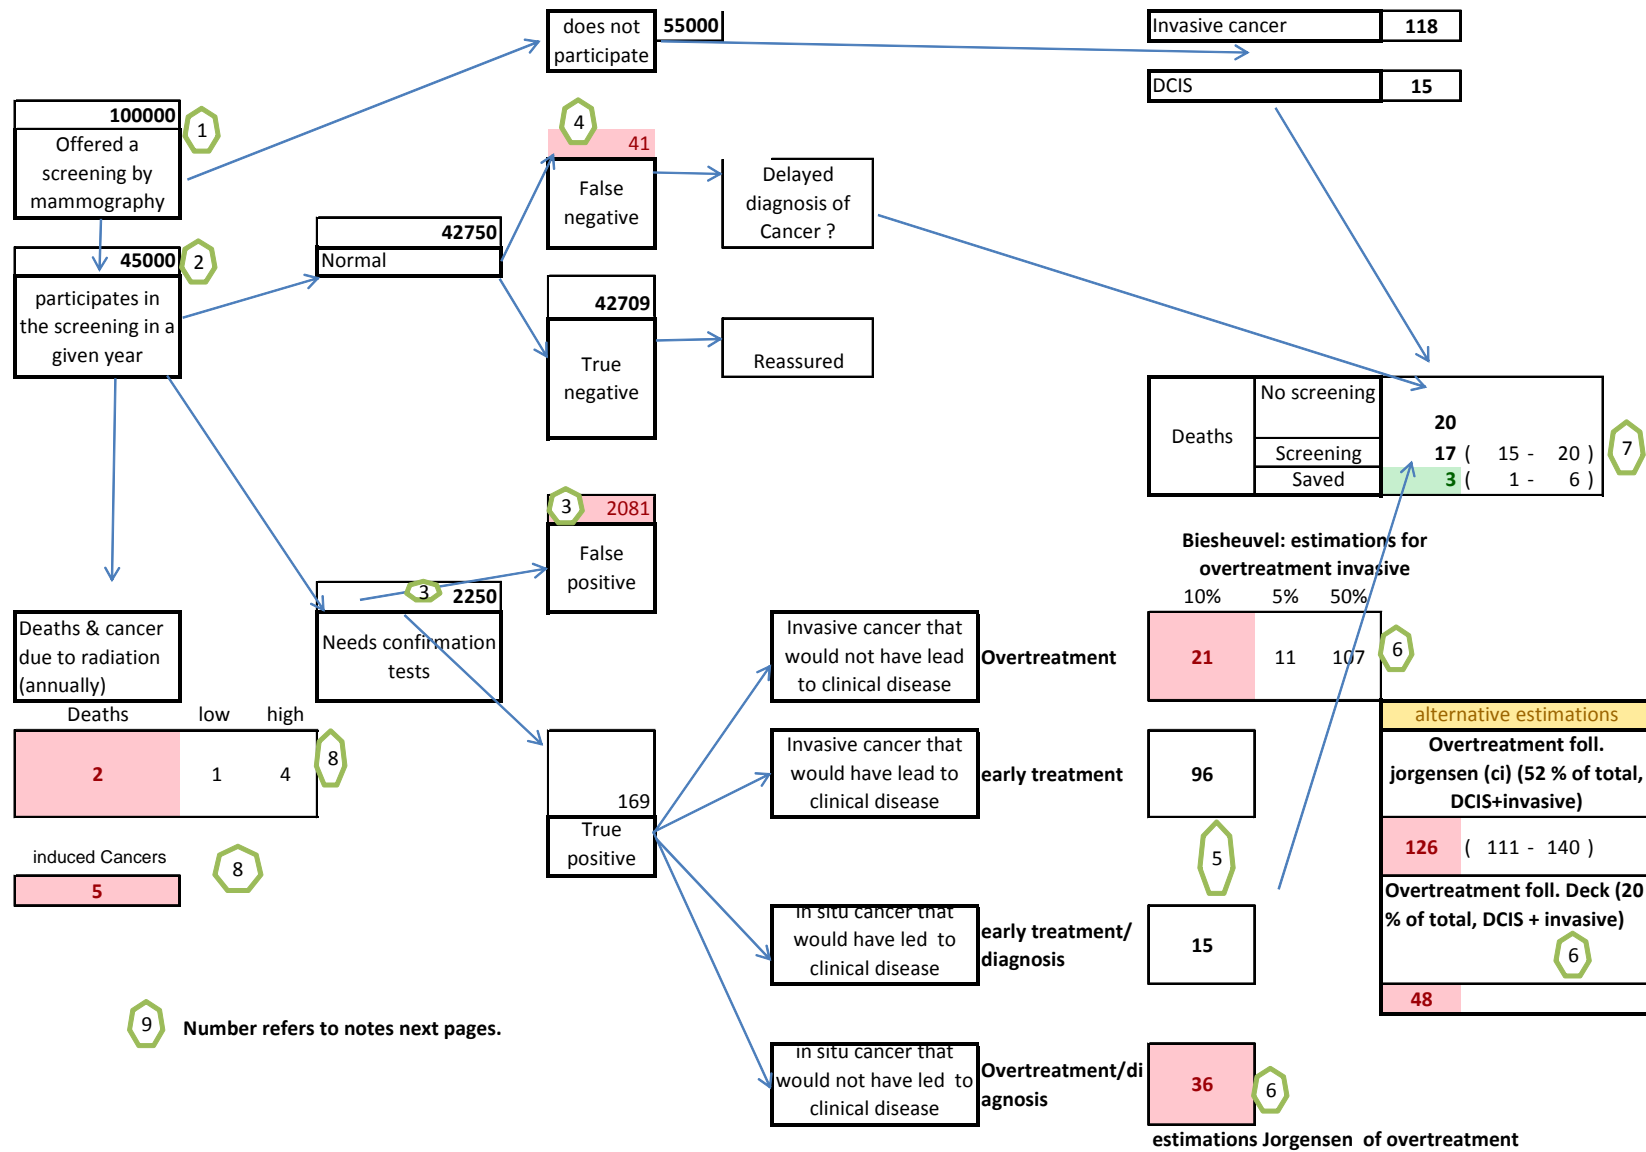 does not
participate
55000
Invasive cancer
118
DCIS
15
100000
1
Offered a
screening by
mammography
4
41
False
negative
Delayed
diagnosis of
Cancer ?
45000
2
participates in
the screening in a
given year
42750
Normal
42709
True
negative
Reassured
Deaths
No screening
20
Screening
17 ( 15 - 20 )
Saved
3 ( 1 - 6 )
7
3
2081
False
positive
Biesheuvel: estimations for
overtreatment invasive
10% 5% 50%
3
2250
Needs confirmation
tests
Deaths & cancer
due to radiation
(annually)
Deaths low high
2 1 4
8
induced Cancers
8
5
Invasive cancer that
would not have lead
to clinical disease
Overtreatment
21 11 107
6
Invasive cancer that
would have lead to
clinical disease
early treatment
96
169
True
positive
5
in situ cancer that
would have led to
clinical disease
early treatment/
diagnosis
15
in situ cancer that
would not have led to
clinical disease
Overtreatment/di
agnosis
36
6
estimations Jorgensen of overtreatment
alternative estimations
Overtreatment foll.
jorgensen (ci) (52 % of total,
DCIS+invasive)
126 ( 111 - 140 )
Overtreatment foll. Deck (20
% of total, DCIS + invasive)
6
48
9
Number refers to notes next pages.